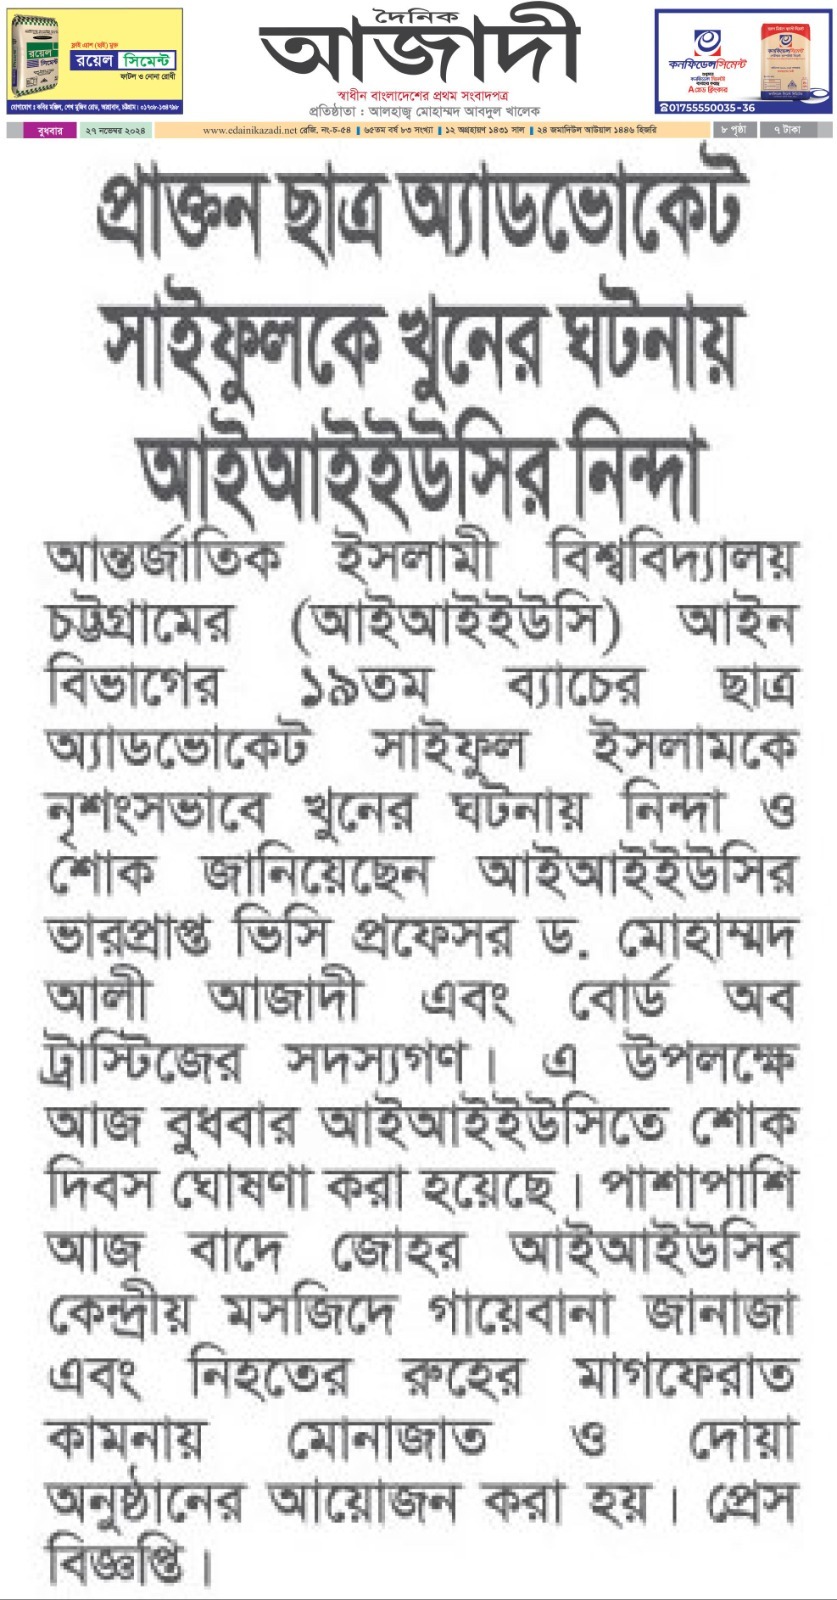 ফ্লাই এ্যাশ (ছাই) মুক্ত
রয়েল সিমেন্ট
ফাটল ও নোনা রোধী
দৈনিক
আজাদী
স্বাধীন বাংলাদেশের প্রথম সংবাদপত্র
প্রতিষ্ঠাতা : আলহাজ্ব মোহাম্মদ আবদুল খালেক
কনফিডেন্সসিমেন্ট
01755550035-36
বুধবার ২৭ নভেম্বর ২০২৪ www.edainikazadi.net রেজি. নং-চ-৫৪ ৬৫তম বর্ষ ৮৩ সংখ্যা ১২ অগ্রহায়ণ ১৪৩১ সাল ২৪ জমাদিউল আউয়াল ১৪৪৬ হিজরি ৮ পৃষ্ঠা ৭ টাকা
প্রাক্তন ছাত্র অ্যাডভোকেট
সাইফুলকে খুনের ঘটনায়
আইআইইউসির নিন্দা
আন্তর্জাতিক ইসলামী বিশ্ববিদ্যালয়
চট্টগ্রামের (আইআইইউসি) আইন
বিভাগের ১৯তম ব্যাচের ছাত্র
অ্যাডভোকেট সাইফুল ইসলামকে
নৃশংসভাবে খুনের ঘটনায় নিন্দা ও
শোক জানিয়েছেন আইআইইউসির
ভারপ্রাপ্ত ভিসি প্রফেসর ড. মোহাম্মদ
আলী আজাদী এবং বোর্ড অব
ট্রাস্টিজের সদস্যগণ। এ উপলক্ষে
আজ বুধবার আইআইইউসিতে শোক
দিবস ঘোষণা করা হয়েছে। পাশাপাশি
আজ বাদে জোহর আইআইউসির
কেন্দ্রীয় মসজিদে গায়েবানা জানাজা
এবং নিহতের রুহের মাগফেরাত
কামনায় মোনাজাত ও দোয়া
অনুষ্ঠানের আয়োজন করা হয়। প্রেস
বিজ্ঞপ্তি।